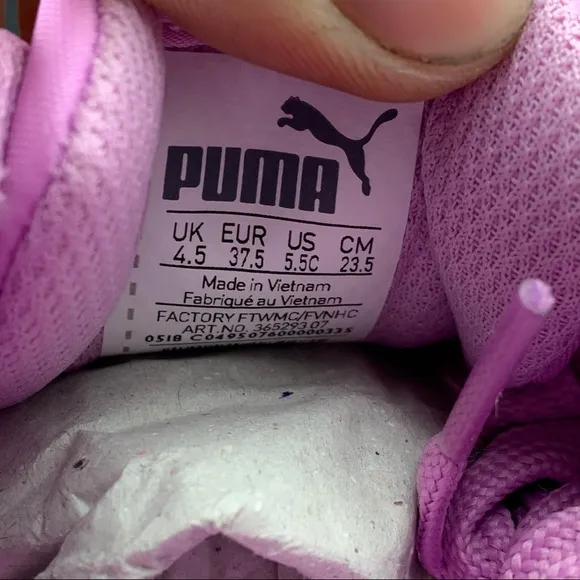 PUMA
UK EUR US CM
4.5 37.5 5.5C 23.5
Made in Vietnam
Fabriqué au Vietnam
FACTORY FTWMC/FVNHC
ART.NO. 365293 07
0518 C049507600000335